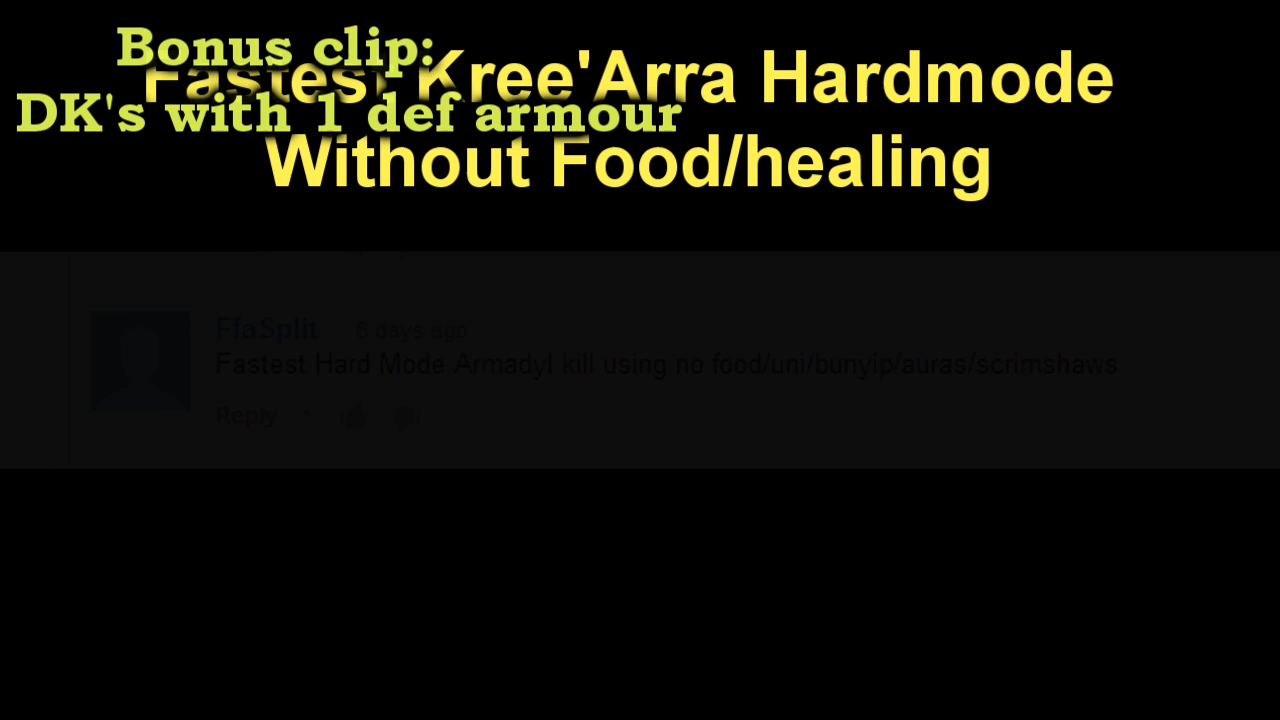 Bonus clip:
DK's with 1 def armour
Fastest Kree'Arra Hardmode
Without Food/healing
FfaSplit 6 days ago
Fastest Hard Mode Armadyl kill using no food/uni/bunyip/auras/scrimshaws
Reply